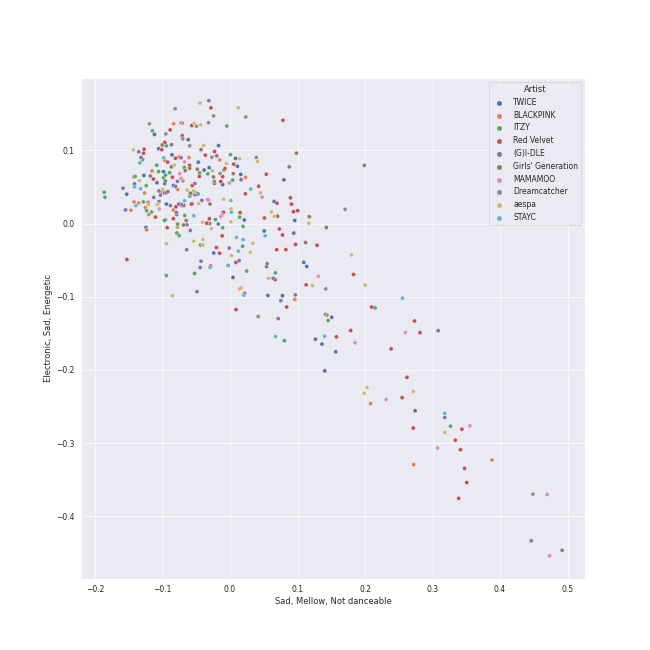 Artist
TWICE
BLACKPINK
ITZY
Red Velvet
(G)I-DLE
Girls' Generation
MAMAMOO
Dreamcatcher
aespa
STAYC
Electronic, Sad, Energetic
0.1
0.0
−0.1
−0.2
−0.3
−0.4
−0.2 −0.1 0.0 0.1 0.2 0.3 0.4 0.5
Sad, Mellow, Not danceable